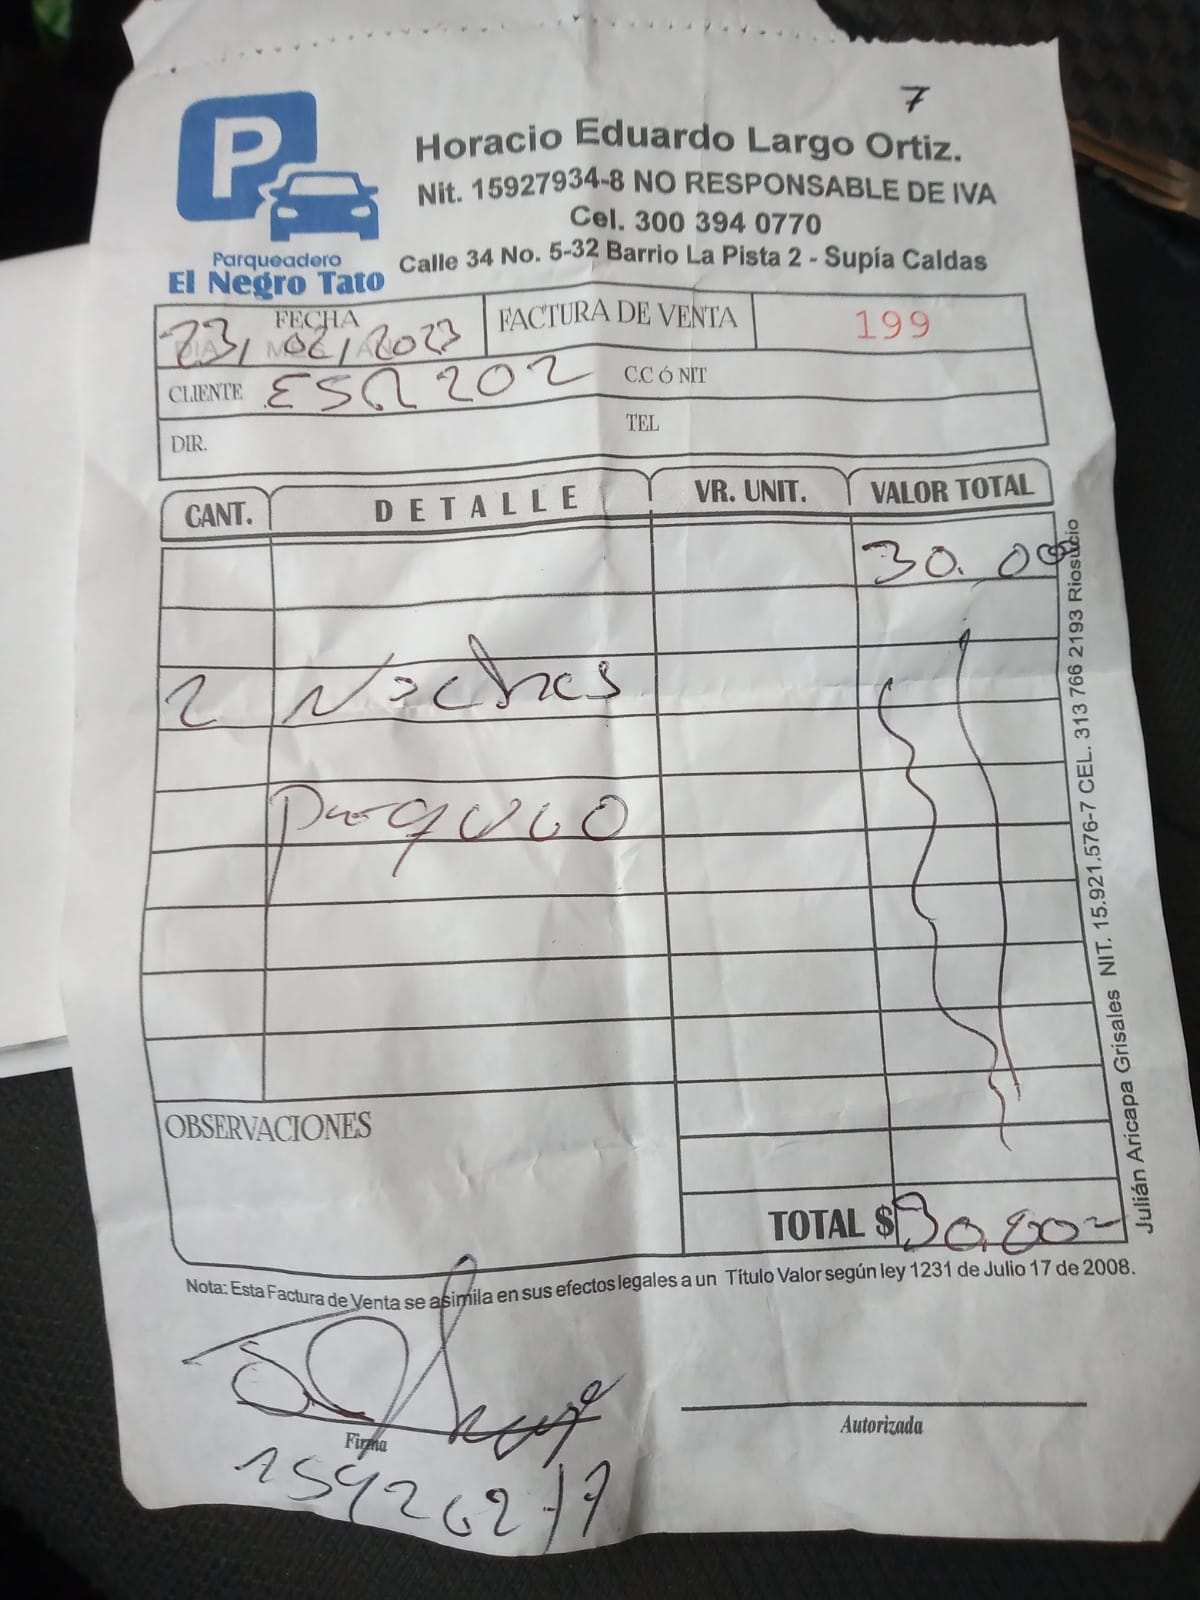 7
P
Horacio Eduardo Largo Ortiz.
Nit. 15927934-8 NO RESPONSABLE DE IVA
Cel. 300 394 0770
Calle 34 No. 5-32 Barrio La Pista 2 - Supía Caldas
Parqueadero
El Negro Tato
FECHA
23/02/2023
FACTURA DE VENTA
199
CLIENTE ESR202
C.C Ó NIT
DIR.
TEL
CANT. DETALLE VR. UNIT. VALOR TOTAL
30.000
2 Noches
parqueo
OBSERVACIONES
TOTAL $ 30.000
Nota: Esta Factura de Venta se asimila en sus efectos legales a un Título Valor según ley 1231 de Julio 17 de 2008.
Firma
Autorizada
Julián Aricapa Grisales NIT. 15.921.576-7 CEL. 313 766 2193 Riosucio